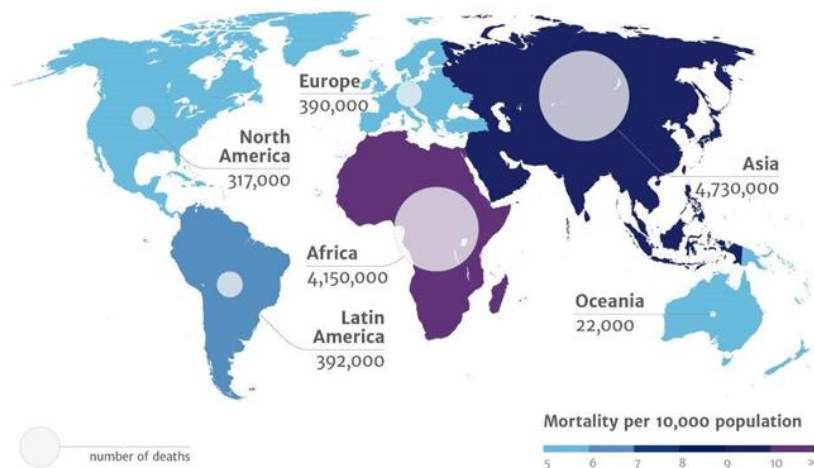 Europe
390,000
North
America
317,000
Asia
4,730,000
Africa
4,150,000
Oceania
22,000
Latin
America
392,000
number of deaths
Mortality per 10,000 population
5 6 7 8 9 10 >